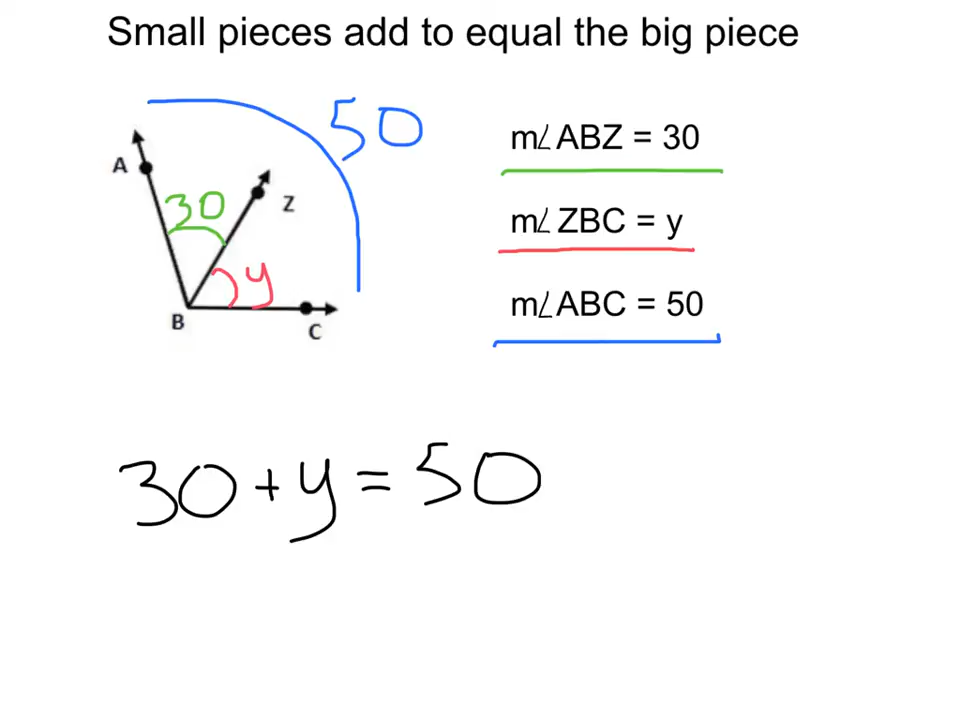 Small pieces add to equal the big piece
50
A
m∠ABZ = 30
30
Z
m∠ZBC = y
y
B
C
m∠ABC = 50
30 + y = 50